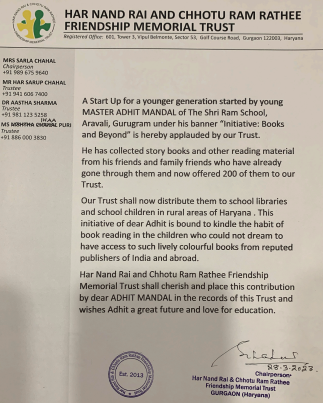 HAR NAND RAI AND CHHOTU RAM RATHEE
FRIENDSHIP MEMORIAL TRUST
Registered Office: 601, Tower 3, Vipul Belmonte, Sector 53, Golf Course Road, Gurgaon 122003, Haryana
MRS SARLA CHAHAL
Chairperson
+91 989 675 9640
MR HAR SARUP CHAHAL
Trustee
+91 941 606 7400
DR AASTHA SHARMA
Trustee
+91 981 123 5258
PURI
Trustee
+91 886 000 3830
A Start Up for a younger generation started by young
MASTER ADHIT MANDAL of The Shri Ram School,
Aravali, Gurugram under his banner "Initiative: Books
and Beyond" is hereby applauded by our Trust.
He has collected story books and other reading material
from his friends and family friends who have already
gone through them and now offered 200 of them to our
Trust.
Our Trust shall now distribute them to school libraries
and school children in rural areas of Haryana . This
initiative of dear Adhit is bound to kindle the habit of
book reading in the children who could not dream to
have access to such lively colourful books from reputed
publishers of India and abroad.
Har Nand Rai and Chhotu Ram Rathee Friendship
Memorial Trust shall cherish and place this contribution
by dear ADHIT MANDAL in the records of this Trust and
wishes Adhit a great future and love for education.
28-3-2023
Chairperson
Har Nand Rai & Chhotu Ram Rathee
Friendship Memorial Trust
GURGAON (Haryana)
Est. 2013